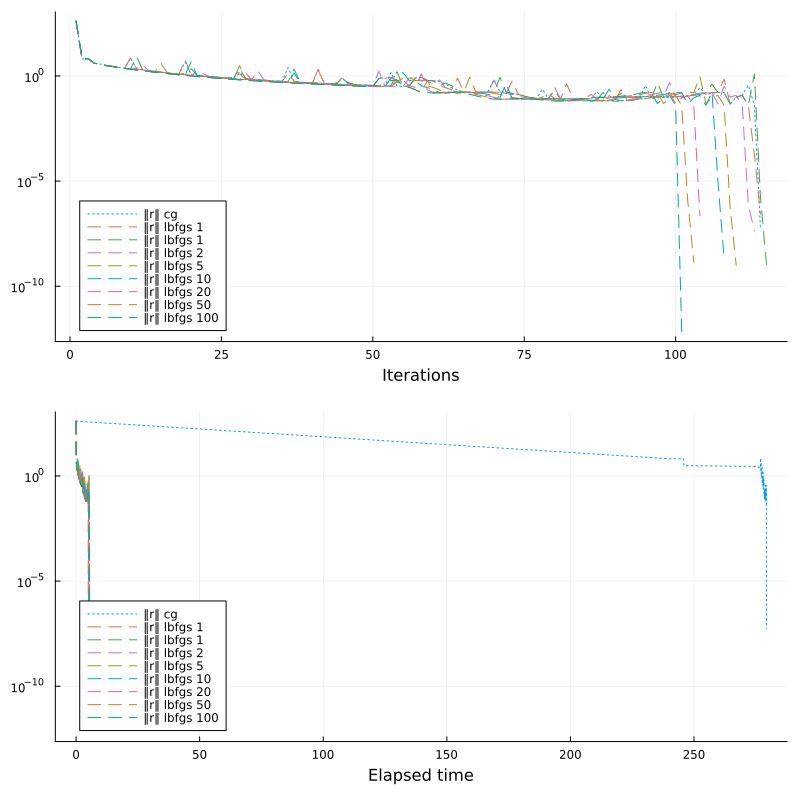 10⁰
10⁻⁵
10⁻¹⁰
‖r‖ cg
‖r‖ lbfgs 1
‖r‖ lbfgs 1
‖r‖ lbfgs 2
‖r‖ lbfgs 5
‖r‖ lbfgs 10
‖r‖ lbfgs 20
‖r‖ lbfgs 50
‖r‖ lbfgs 100
0 25 50 75 100
Iterations
10⁰
10⁻⁵
10⁻¹⁰
‖r‖ cg
‖r‖ lbfgs 1
‖r‖ lbfgs 1
‖r‖ lbfgs 2
‖r‖ lbfgs 5
‖r‖ lbfgs 10
‖r‖ lbfgs 20
‖r‖ lbfgs 50
‖r‖ lbfgs 100
0 50 100 150 200 250
Elapsed time